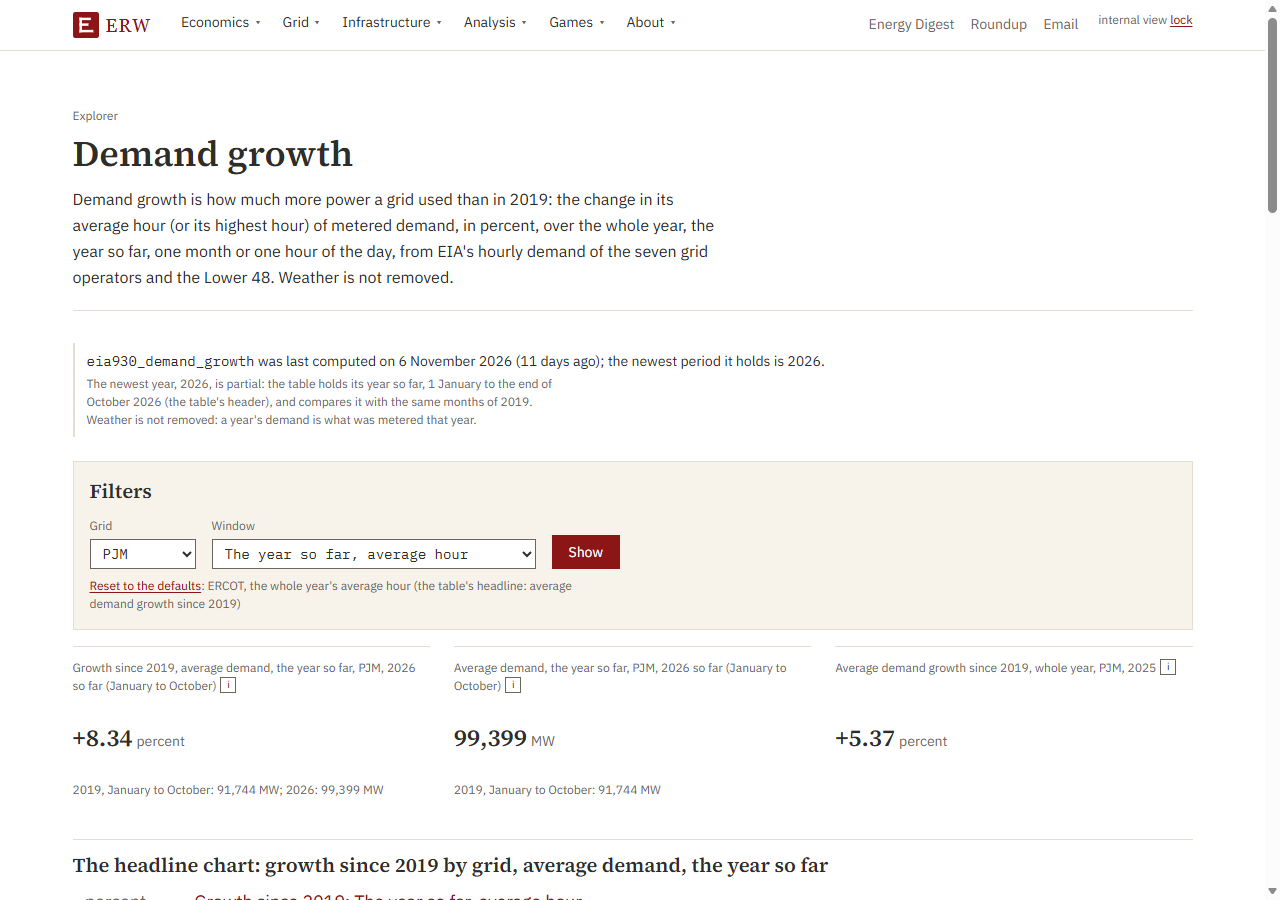 E ERW Economics ▾ Grid ▾ Infrastructure ▾ Analysis ▾ Games ▾ About ▾ Energy Digest Roundup Email internal view lock
Explorer
Demand growth
Demand growth is how much more power a grid used than in 2019: the change in its
average hour (or its highest hour) of metered demand, in percent, over the whole year, the
year so far, one month or one hour of the day, from EIA's hourly demand of the seven grid
operators and the Lower 48. Weather is not removed.
eia930_demand_growth was last computed on 6 November 2026 (11 days ago); the newest period it holds is 2026.
The newest year, 2026, is partial: the table holds its year so far, 1 January to the end of
October 2026 (the table's header), and compares it with the same months of 2019.
Weather is not removed: a year's demand is what was metered that year.
Filters
Grid Window
PJM The year so far, average hour Show
Reset to the defaults: ERCOT, the whole year's average hour (the table's headline: average
demand growth since 2019)
Growth since 2019, average demand, the year so far, PJM, 2026
so far (January to October) i
+8.34 percent
2019, January to October: 91,744 MW; 2026: 99,399 MW
Average demand, the year so far, PJM, 2026 so far (January to
October) i
99,399 MW
2019, January to October: 91,744 MW
Average demand growth since 2019, whole year, PJM, 2025 i
+5.37 percent
The headline chart: growth since 2019 by grid, average demand, the year so far
percent Growth since 2019: The year so far, average hour